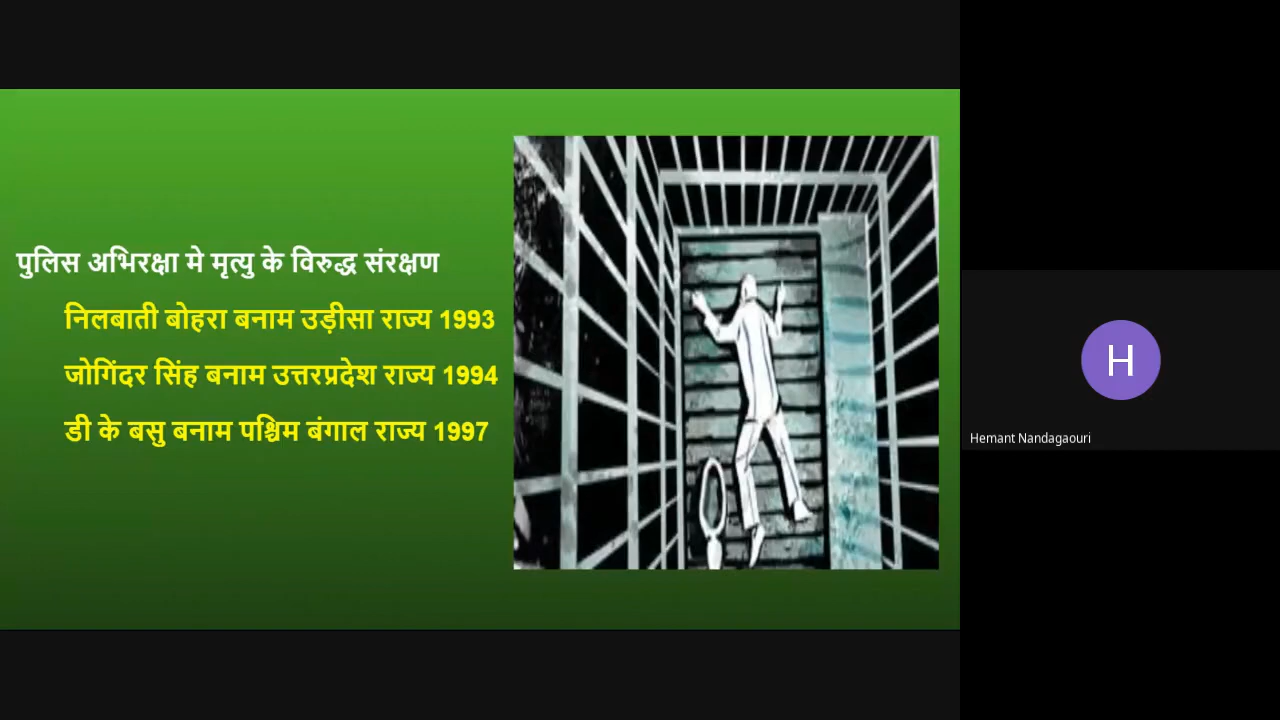 पुलिस अभिरक्षा मे मृत्यु के विरुद्ध संरक्षण
निलबाती बोहरा बनाम उड़ीसा राज्य 1993
जोगिंदर सिंह बनाम उत्तरप्रदेश राज्य 1994
डी के बसु बनाम पश्चिम बंगाल राज्य 1997
H
Hemant Nandagaouri